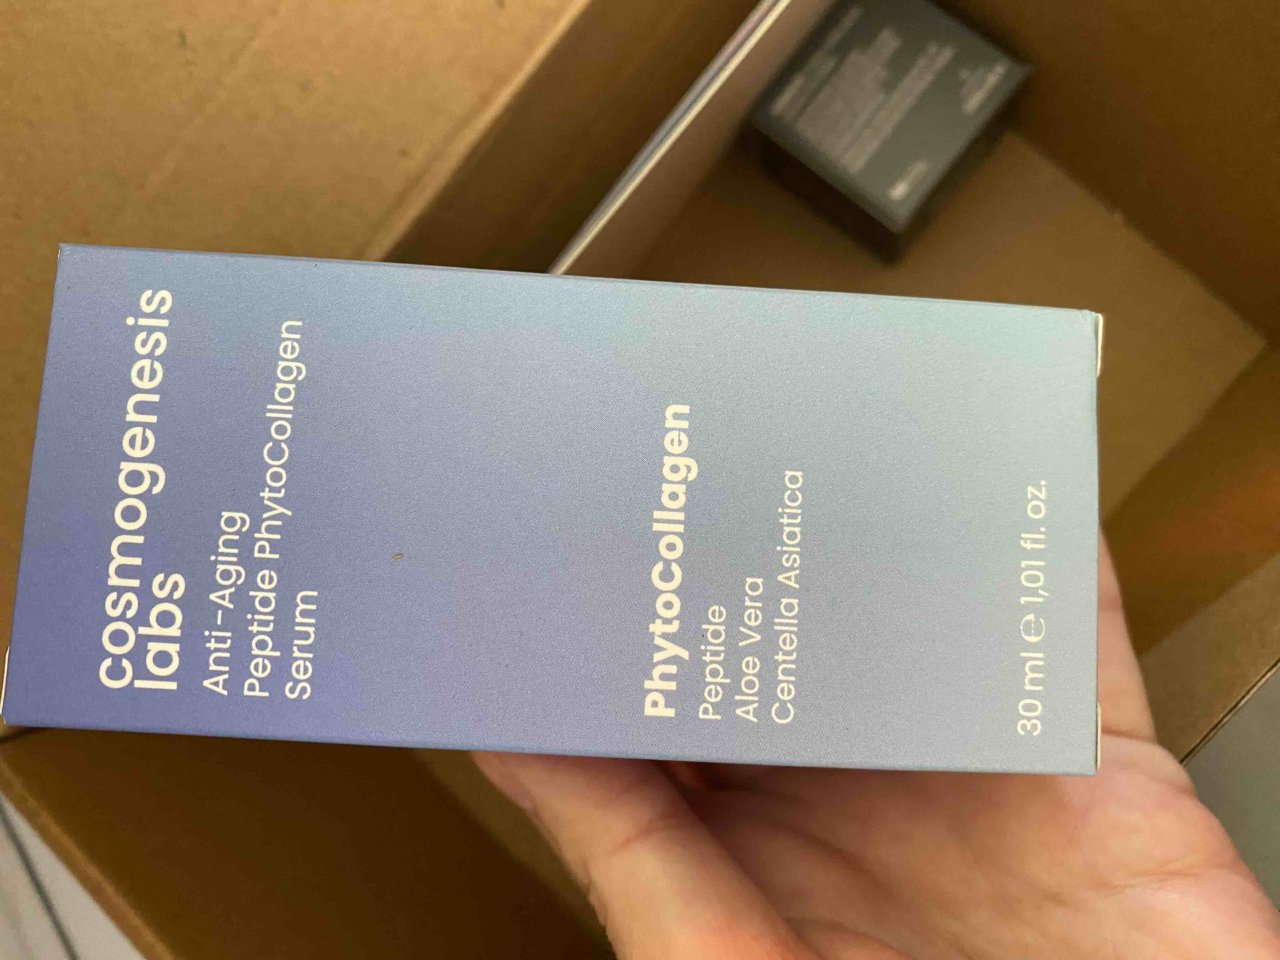 cosmogenesis
labs
Anti-Aging
Peptide PhytoCollagen
Serum
PhytoCollagen
Peptide
Aloe Vera
Centella Asiatica
30 ml ℮ 1,01 fl. oz.